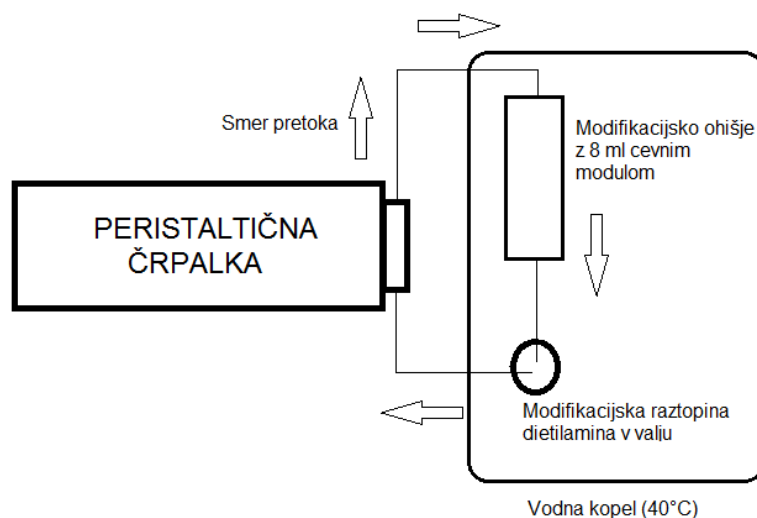 Smer pretoka
Modifikacijsko ohišje
z 8 ml cevnim
modulom
PERISTALTIČNA
ČRPALKA
Modifikacijska raztopina
dietilamina v valju
Vodna kopel (40°C)